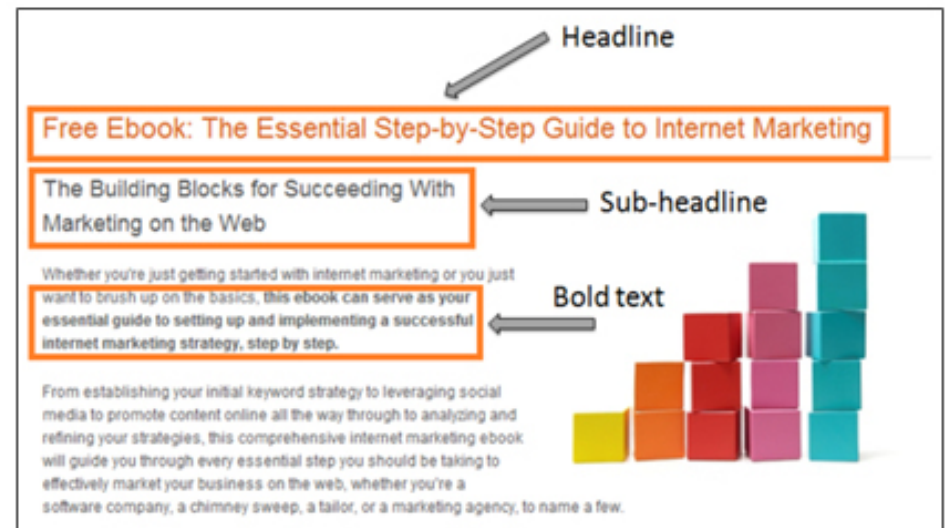 Headline
Free Ebook: The Essential Step-by-Step Guide to Internet Marketing
The Building Blocks for Succeeding With
Marketing on the Web
Sub-headline
Whether you're just getting started with internet marketing or you just
want to brush up on the basics, this ebook can serve as your
essential guide to setting up and implementing a successful
internet marketing strategy, step by step.
Bold text
From establishing your initial keyword strategy to leveraging social
media to promote content online all the way through to analyzing and
refining your strategies, this comprehensive internet marketing ebook
will guide you through every essential step you should be taking to
effectively market your business on the web, whether you're a
software company, a chimney sweep, a tailor, or a marketing agency, to name a few.